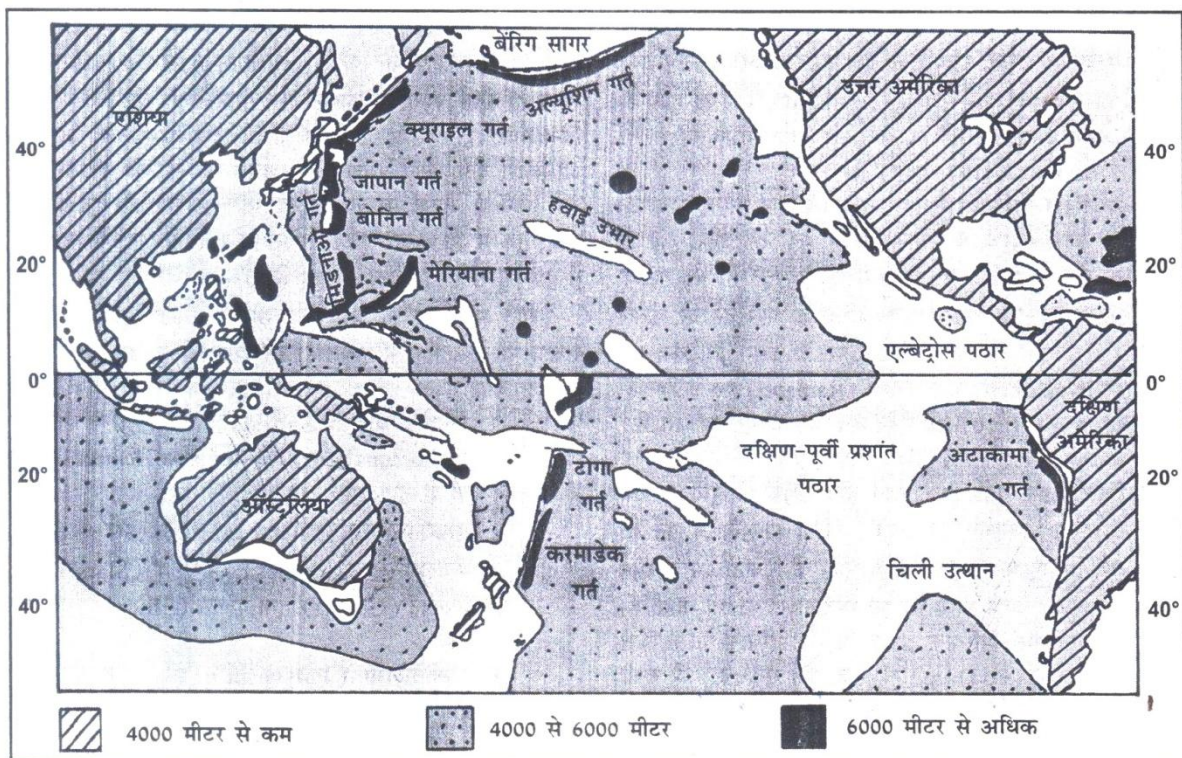 बेंरिग सागर
उत्तर अमेरिका
एशिया
अल्यूशिन गर्त
क्यूराइल गर्त
40°
40°
जापान गर्त
बोनिन गर्त
हवाई उभार
20°
मेरियाना गर्त
20°
एल्बेट्रोस पठार
0°
0°
दक्षिण
अमेरिका
दक्षिण-पूर्वी प्रशांत
पठार
अटाकामा
गर्त
20°
टोंगा
गर्त
20°
ऑस्ट्रेलिया
करमाडेक
गर्त
चिली उत्थान
40°
40°
4000 मीटर से कम
4000 से 6000 मीटर
6000 मीटर से अधिक